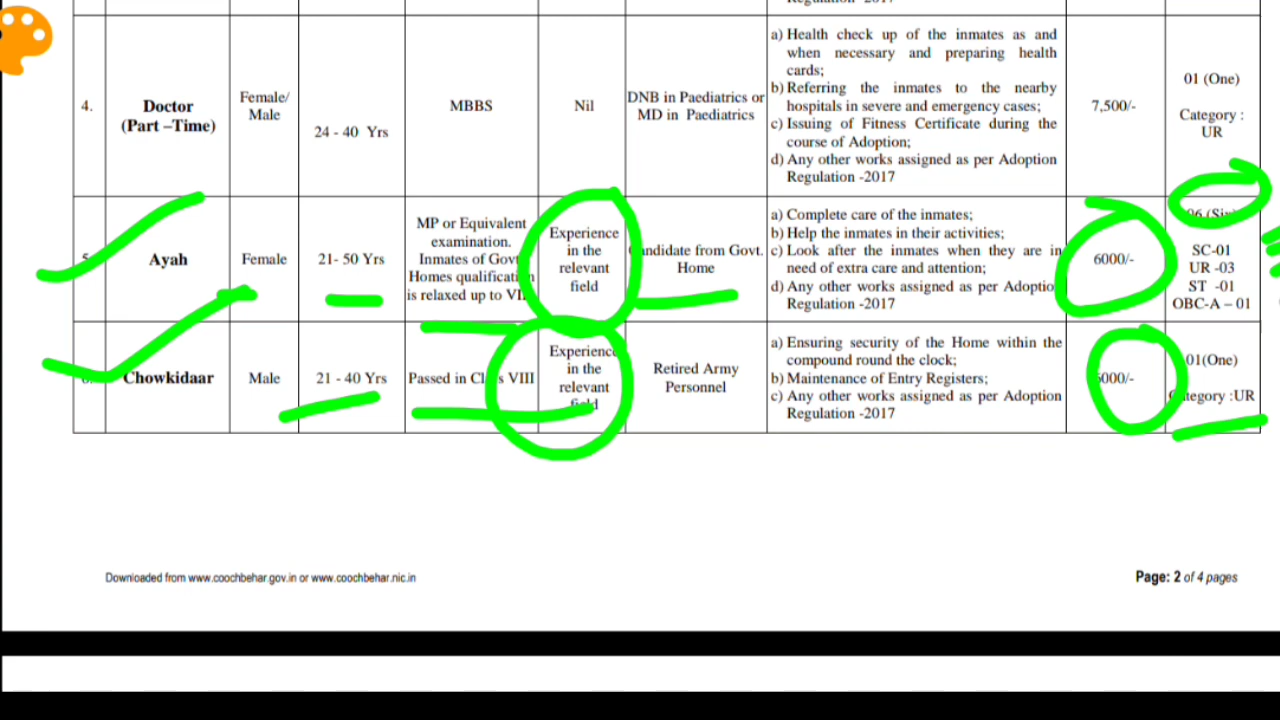 4.
Doctor
(Part –Time)
Female/
Male
24 - 40 Yrs
MBBS
Nil
DNB in Paediatrics or
MD in Paediatrics
a) Health check up of the inmates as and
when necessary and preparing health
cards;
b) Referring the inmates to the nearby
hospitals in severe and emergency cases;
c) Issuing of Fitness Certificate during the
course of Adoption;
d) Any other works assigned as per Adoption
Regulation -2017
7,500/-
01 (One)
Category :
UR
Ayah
Female
21- 50 Yrs
MP or Equivalent
examination.
Inmates of Govt
Homes qualification
is relaxed up to
Experience
in the
relevant
field
Candidate from Govt.
Home
a) Complete care of the inmates;
b) Help the inmates in their activities;
c) Look after the inmates when they are in
need of extra care and attention;
d) Any other works assigned as per Adoption
Regulation -2017
6000/-
06 (Six)
SC-01
UR -03
ST -01
OBC-A – 01
Chowkidaar
Male
21 - 40 Yrs
Passed in Class VIII
Experience
in the
relevant
field
Retired Army
Personnel
a) Ensuring security of the Home within the
compound round the clock;
b) Maintenance of Entry Registers;
c) Any other works assigned as per Adoption
Regulation -2017
01(One)
Category :UR
Downloaded from www.coochbehar.gov.in or www.coochbehar.nic.in
Page: 2 of 4 pages